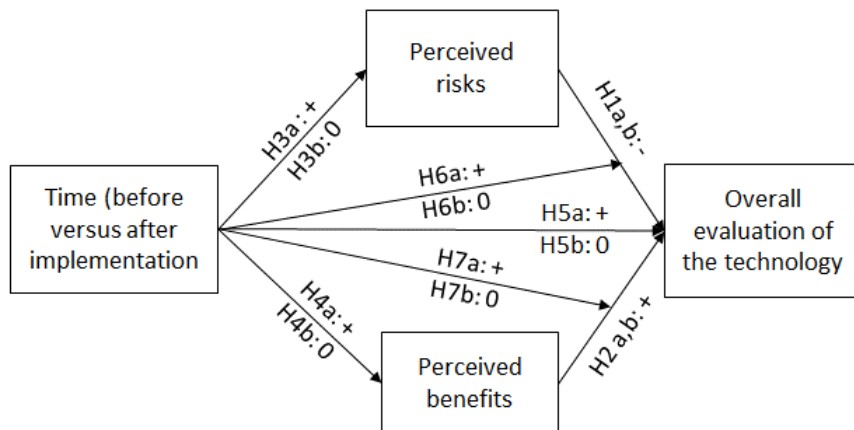 Perceived
risks
H3a: +
H3b: 0
H1a,b: -
Time (before
versus after
implementation
H6a: +
H6b: 0
H5a: +
H5b: 0
Overall
evaluation of
the technology
H7a: +
H7b: 0
H4a: +
H4b: 0
H2 a,b: +
Perceived
benefits